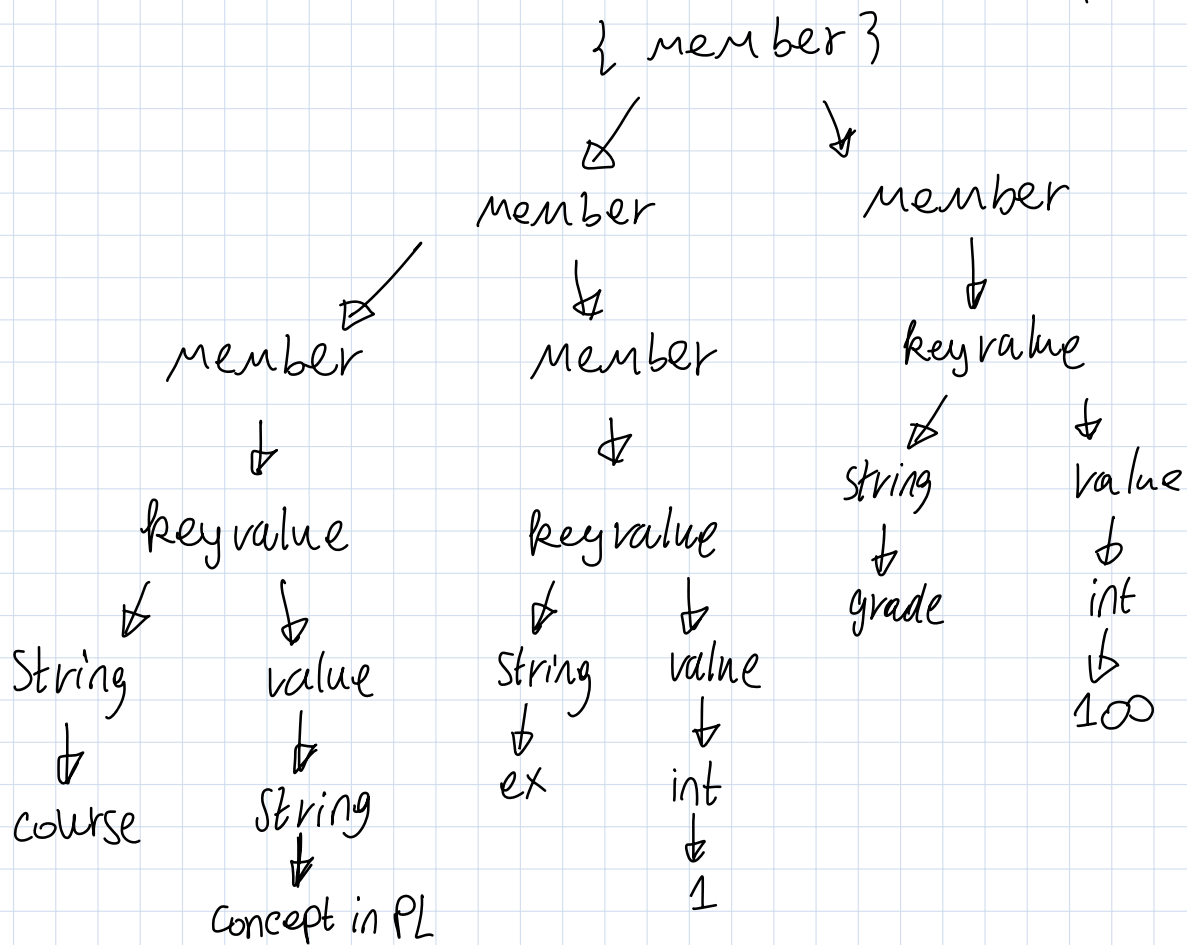 { member }
member member
member member keyvalue
string value
keyvalue keyvalue int
grade
String value string value 100
ex int
course String
1
concept in PL